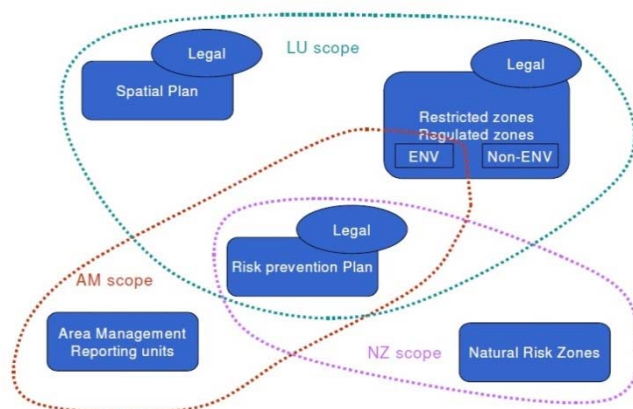 Legal
LU scope
Legal
Spatial Plan
Restricted zones
Regulated zones
ENV
Non-ENV
Legal
Risk prevention Plan
AM scope
Area Management
Reporting units
NZ scope
Natural Risk Zones